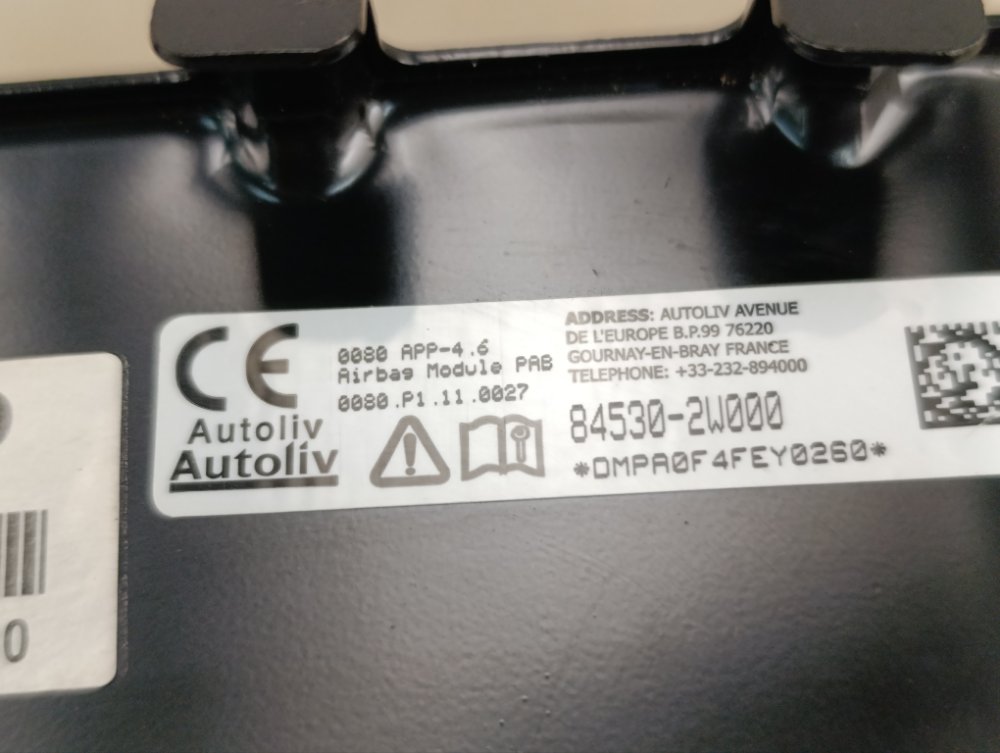 CE
0080 APP-4.6
Airbag Module PAB
0080.P1.11.0027
Autoliv
Autoliv
ADDRESS: AUTOLIV AVENUE
DE L'EUROPE B.P.99 76220
GOURNAY-EN-BRAY FRANCE
TELEPHONE: +33-232-894000
84530-2W000
*DMPA0F4FEY0260*
0